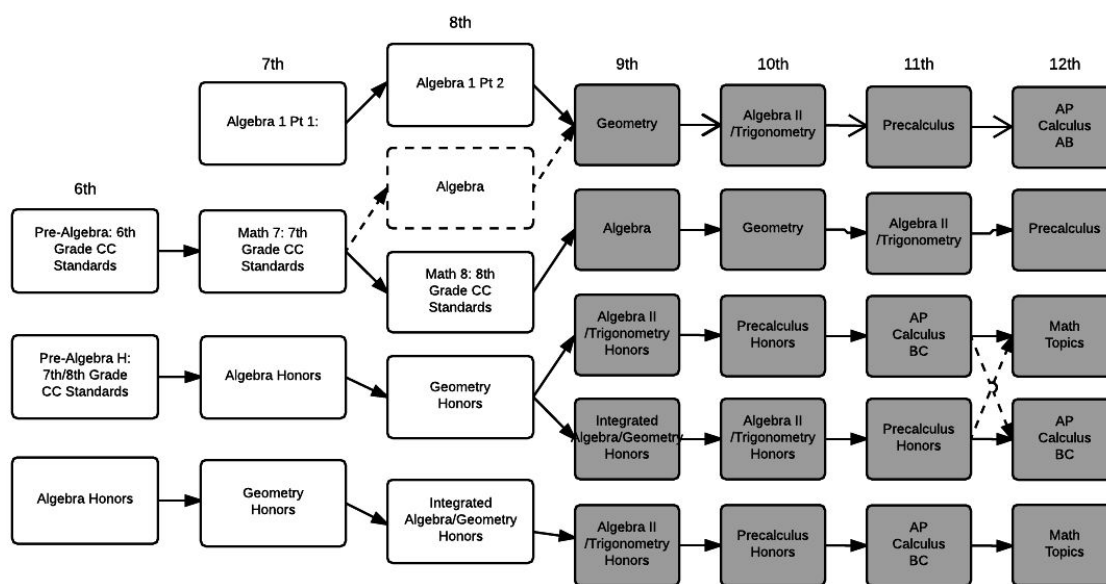 8th
7th
9th
10th
11th
12th
6th
Algebra 1 Pt 1:
Algebra 1 Pt 2
Geometry
Algebra II
/Trigonometry
Precalculus
AP
Calculus
AB
Pre-Algebra: 6th
Grade CC
Standards
Math 7: 7th
Grade CC
Standards
Algebra
Math 8: 8th
Grade CC
Standards
Algebra
Geometry
Algebra II
/Trigonometry
Precalculus
Pre-Algebra H:
7th/8th Grade
CC Standards
Algebra Honors
Geometry
Honors
Algebra II
/Trigonometry
Honors
Precalculus
Honors
AP
Calculus
BC
Math
Topics
Integrated
Algebra/Geometry
Honors
Algebra II
/Trigonometry
Honors
Precalculus
Honors
AP
Calculus
BC
Algebra Honors
Geometry
Honors
Integrated
Algebra/Geometry
Honors
Algebra II
/Trigonometry
Honors
Precalculus
Honors
AP
Calculus
BC
Math
Topics